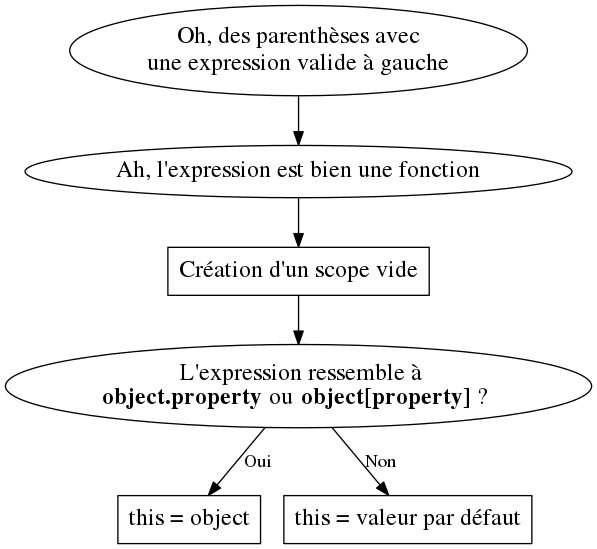 Oh, des parenthèses avec
une expression valide à gauche
Ah, l'expression est bien une fonction
Création d'un scope vide
L'expression ressemble à
object.property ou object[property] ?
Oui
Non
this = object
this = valeur par défaut